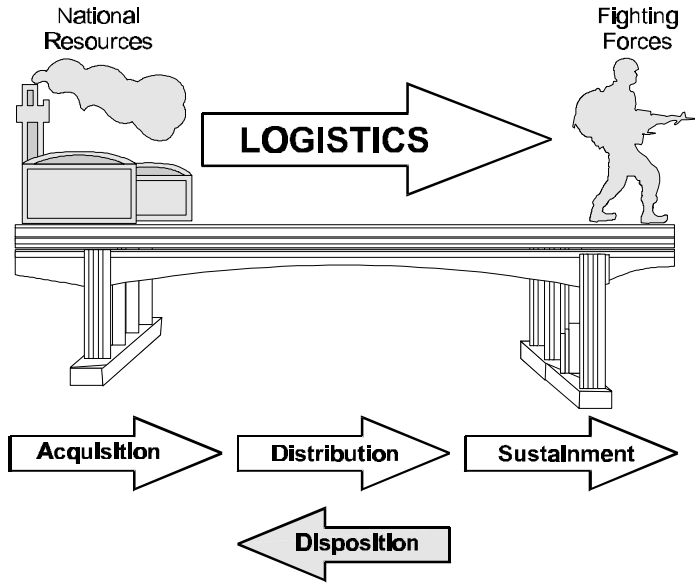 National
Resources
Fighting
Forces
LOGISTICS
Acquisition
Distribution
Sustainment
Disposition